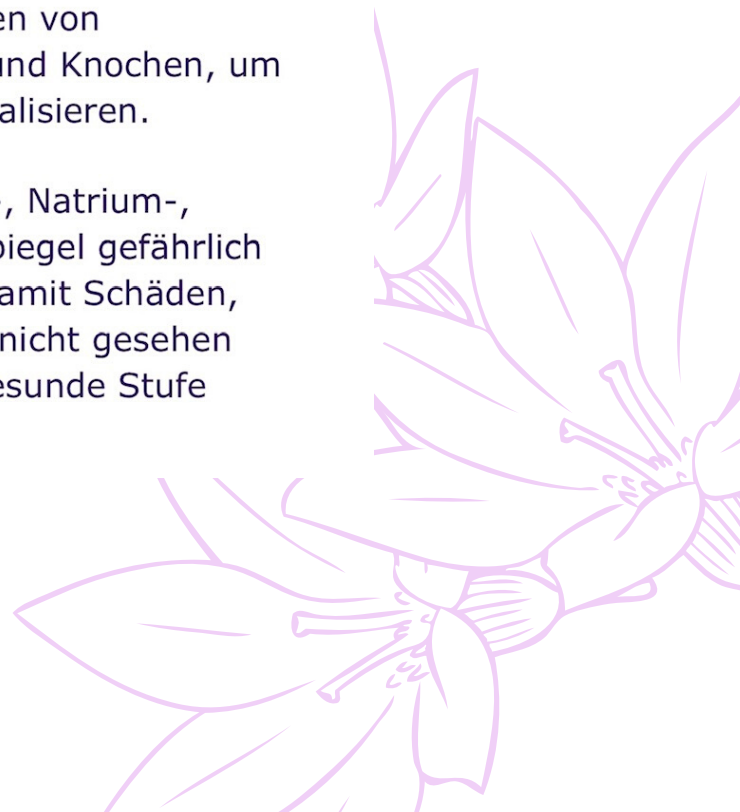 en von
und Knochen, um
alisieren.
, Natrium-,
piegel gefährlich
amit Schäden,
nicht gesehen
esunde Stufe